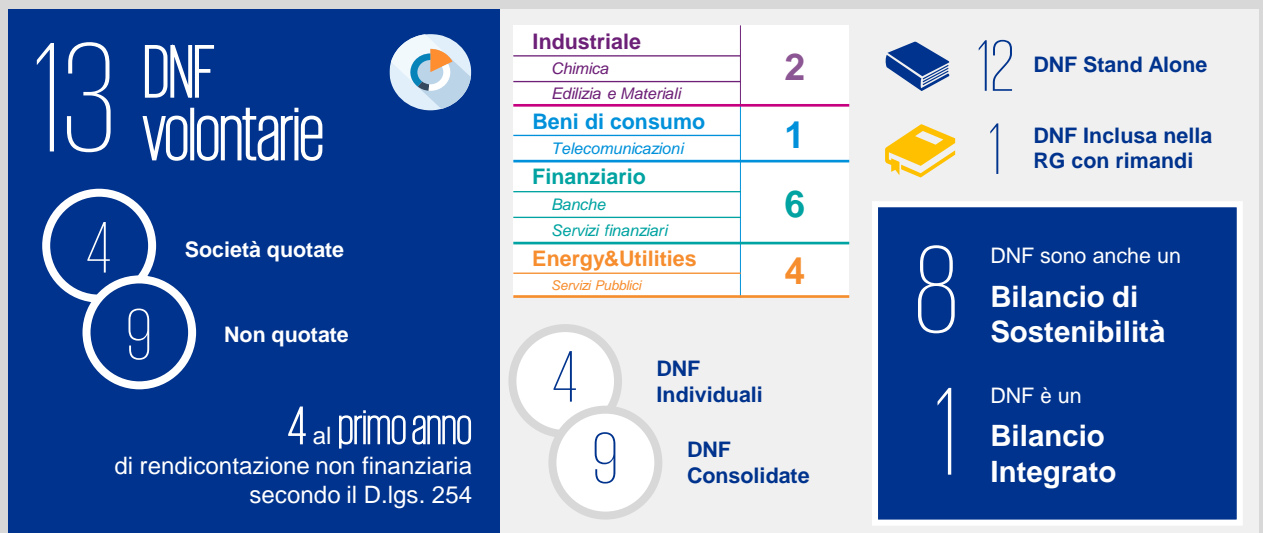 13 DNF
volontarie
4 Società quotate
9 Non quotate
4 al primo anno
di rendicontazione non finanziaria
secondo il D.lgs. 254
Industriale 2
Chimica
Edilizia e Materiali
Beni di consumo 1
Telecomunicazioni
Finanziario 6
Banche
Servizi finanziari
Energy&Utilities 4
Servizi Pubblici
4 DNF
Individuali
9 DNF
Consolidate
12 DNF Stand Alone
1 DNF Inclusa nella
RG con rimandi
8 DNF sono anche un
Bilancio di
Sostenibilità
1 DNF è un
Bilancio
Integrato